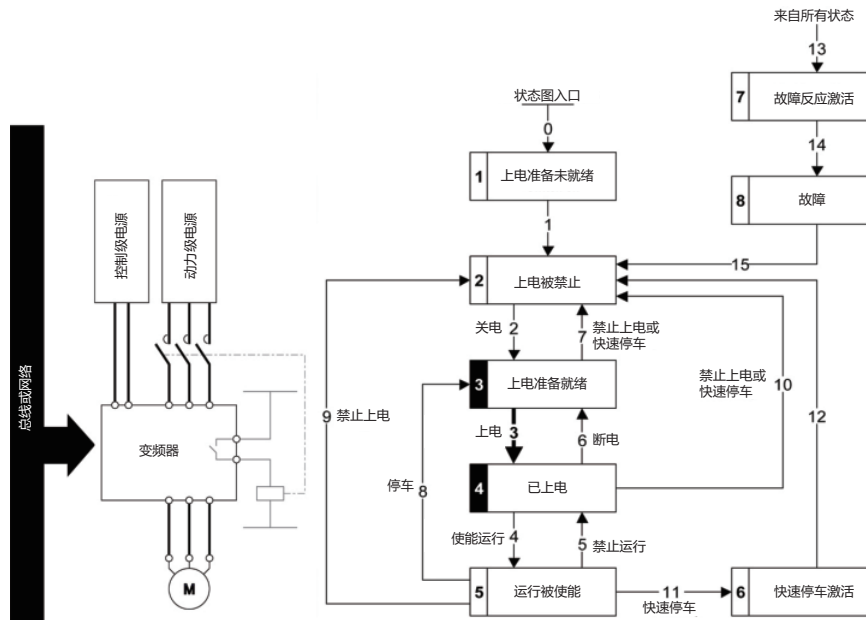 来自所有状态
13
7 故障反应激活
14
8 故障
15
状态图入口
0
1 上电准备未就绪
1
2 上电被禁止
关电 2
7 禁止上电或
快速停车
3 上电准备就绪
上电 3
6 断电
4 已上电
使能运行 4
5 禁止运行
5 运行被使能
11
快速停车
6 快速停车激活
9 禁止上电
停车 8
禁止上电或
快速停车
10
12
总线或网络
控制级电源
动力级电源
变频器
M